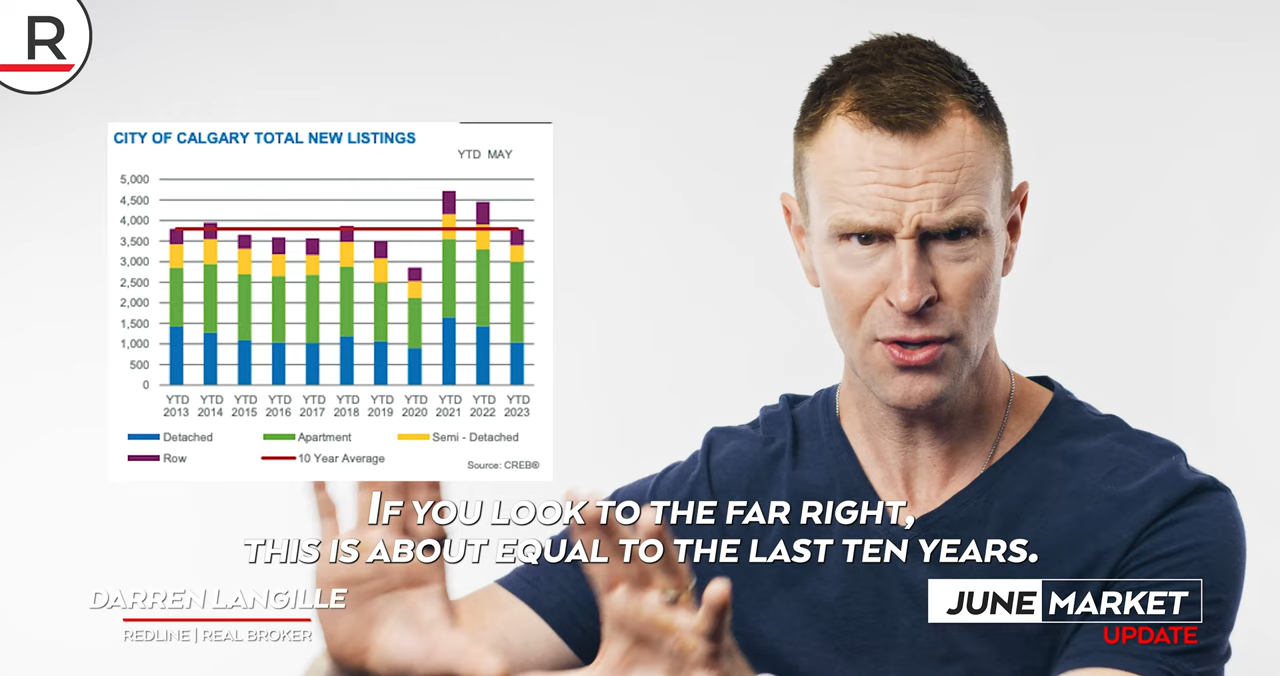 R
CITY OF CALGARY TOTAL NEW LISTINGS
YTD MAY
5,000
4,500
4,000
3,500
3,000
2,500
2,000
1,500
1,000
500
0
YTD 2013
YTD 2014
YTD 2015
YTD 2016
YTD 2017
YTD 2018
YTD 2019
YTD 2020
YTD 2021
YTD 2022
YTD 2023
Detached
Apartment
Semi - Detached
Row
10 Year Average
Source: CREB®
IF YOU LOOK TO THE FAR RIGHT,
THIS IS ABOUT EQUAL TO THE LAST TEN YEARS.
DARREN LANGILLE
REDLINE | REAL BROKER
JUNE MARKET
UPDATE